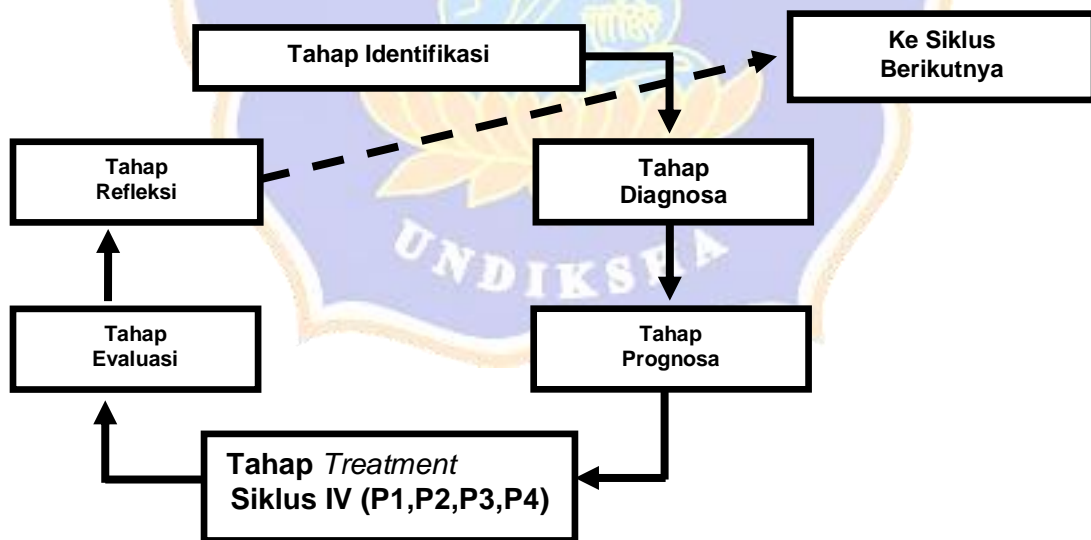 Tahap Identifikasi
Ke Siklus
Berikutnya
Tahap
Refleksi
Tahap
Diagnosa
UNDIKSHA
Tahap
Evaluasi
Tahap
Prognosa
Tahap Treatment
Siklus IV (P1,P2,P3,P4)